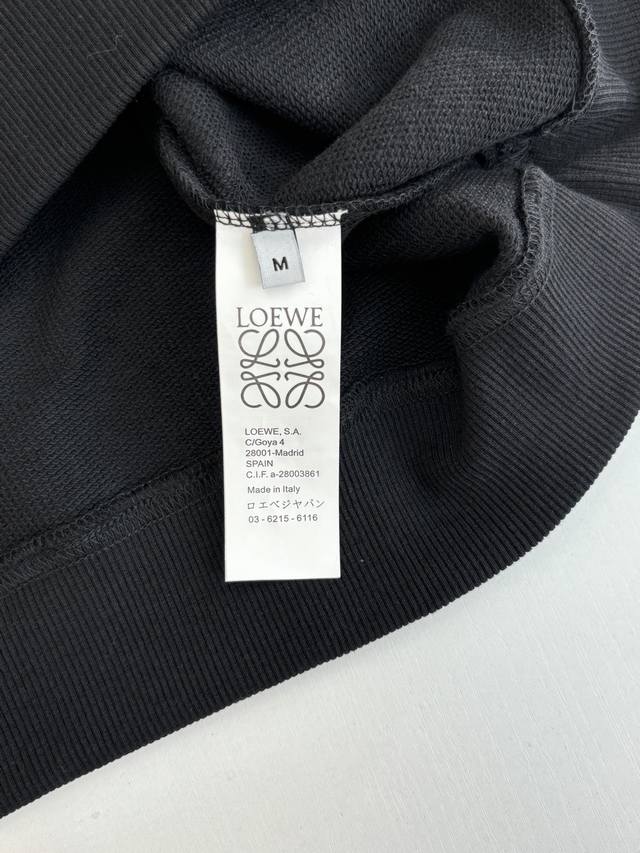 M
LOEWE
LOEWE, S.A.
C/Goya 4
28001-Madrid
SPAIN
C.I.F. a-28003861
Made in Italy
ロエベジャパン
03 - 6215 - 6116